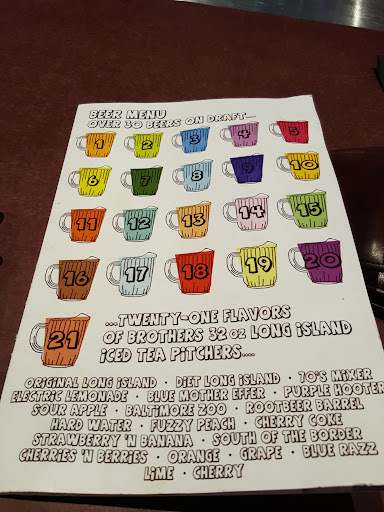 BEER MENU
OVER 30 BEERS ON DRAFT....
1 2 3 4 5
6 7 8 9 10
11 12 13 14 15
16 17 18 19 20
21
...TWENTY-ONE FLAVORS
OF BROTHERS 32 OZ LONG ISLAND
ICED TEA PITCHERS....
ORIGINAL LONG ISLAND · DIET LONG ISLAND · 70'S MIXER
ELECTRIC LEMONADE · BLUE MOTHER EFFER · PURPLE HOOTER
SOUR APPLE · BALTIMORE ZOO · ROOTBEER BARREL
HARD WATER · FUZZY PEACH · CHERRY COKE
STRAWBERRY 'N BANANA · SOUTH OF THE BORDER
CHERRIES 'N BERRIES · ORANGE · GRAPE · BLUE RAZZ
LIME · CHERRY